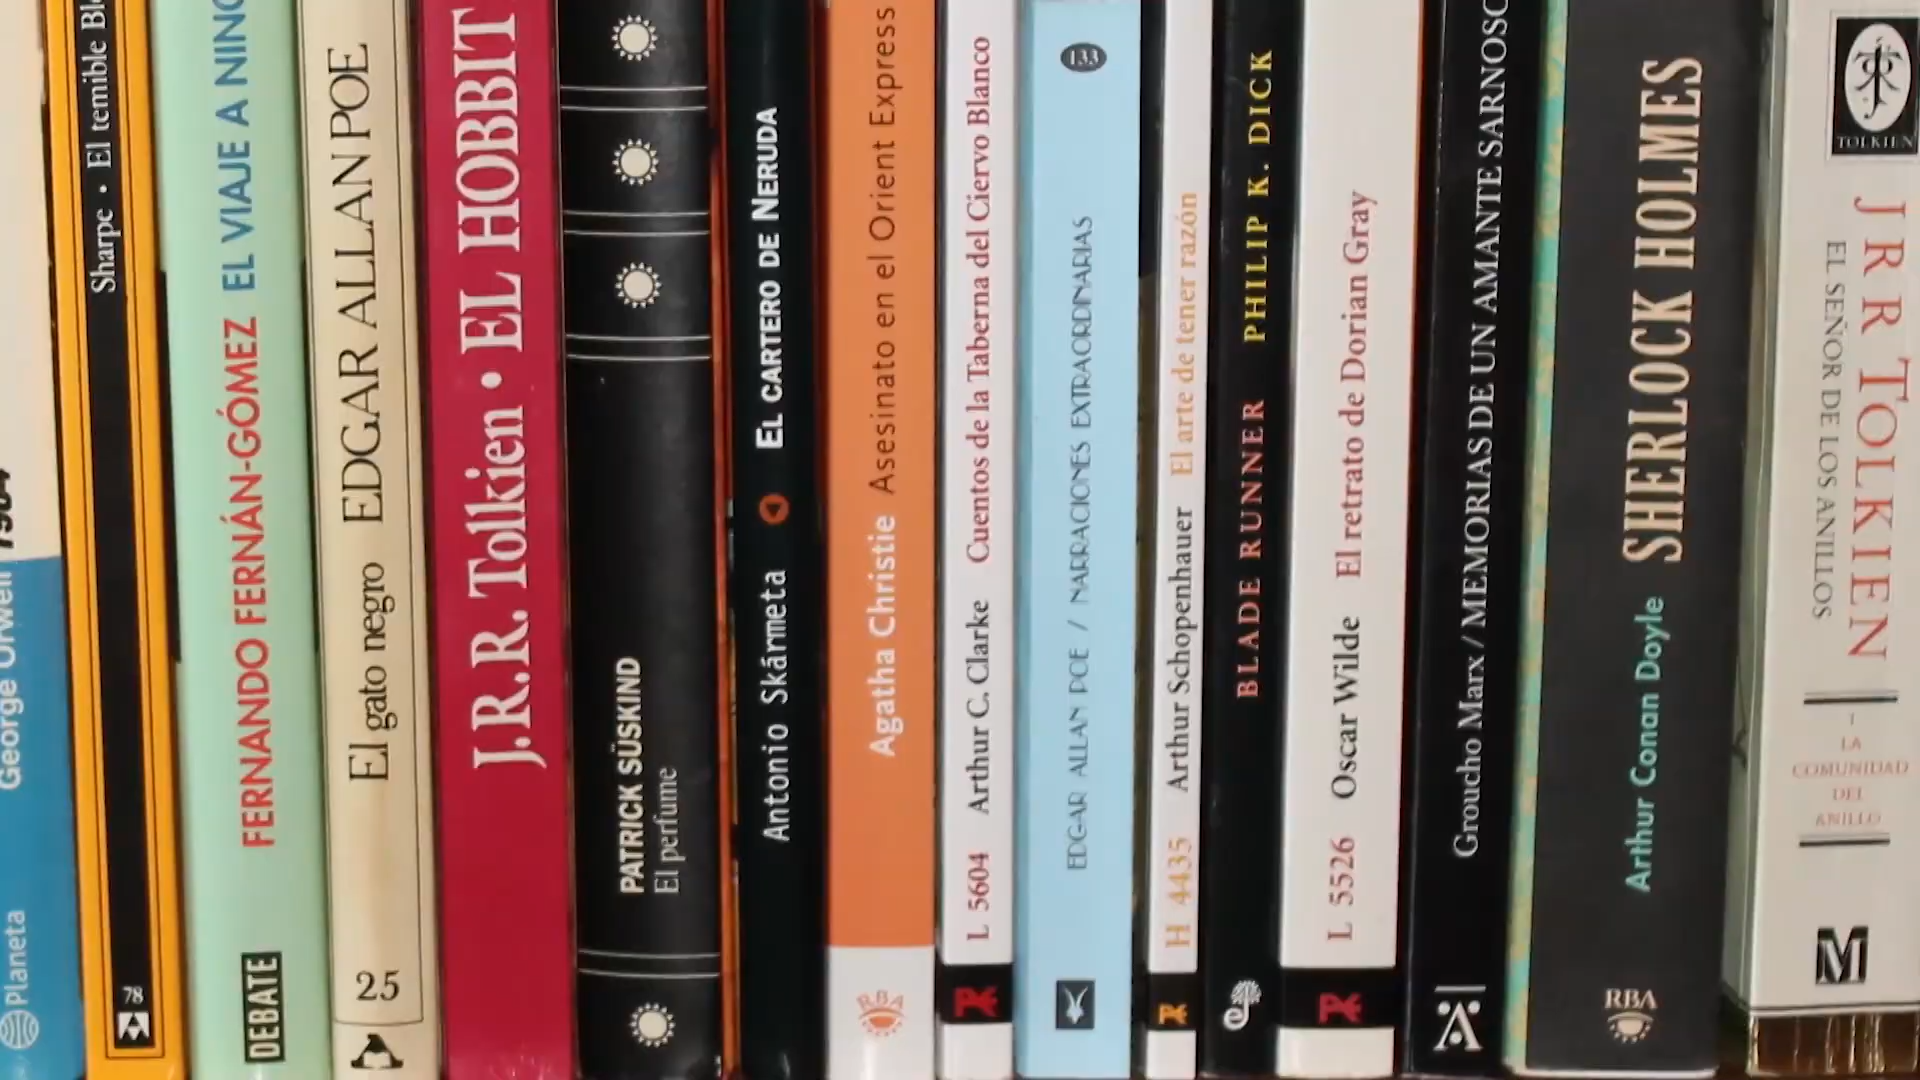 1984
George Orwell
Planeta
Sharpe • El temible
78
FERNANDO FERNÁN-GÓMEZ EL VIAJE A
DEBATE
El gato negro EDGAR ALLAN POE
25
J.R.R. Tolkien • EL HOBBIT
PATRICK SÜSKIND
El perfume
Antonio Skármeta EL CARTERO DE NERUDA
Agatha Christie Asesinato en el Orient Express
RBA
L 5604 Arthur C. Clarke Cuentos de la Taberna del Ciervo Blanco
133
EDGAR ALLAN POE / NARRACIONES EXTRAORDINARIAS
H 4435 Arthur Schopenhauer El arte de tener razón
BLADE RUNNER PHILIP K. DICK
L 5526 Oscar Wilde El retrato de Dorian Gray
Groucho Marx / MEMORIAS DE UN AMANTE SARNOSO
A
Arthur Conan Doyle SHERLOCK HOLMES
RBA
TOLKIEN
J R R TOLKIEN
EL SEÑOR DE LOS ANILLOS
I
LA
COMUNIDAD
DEL
ANILLO
M